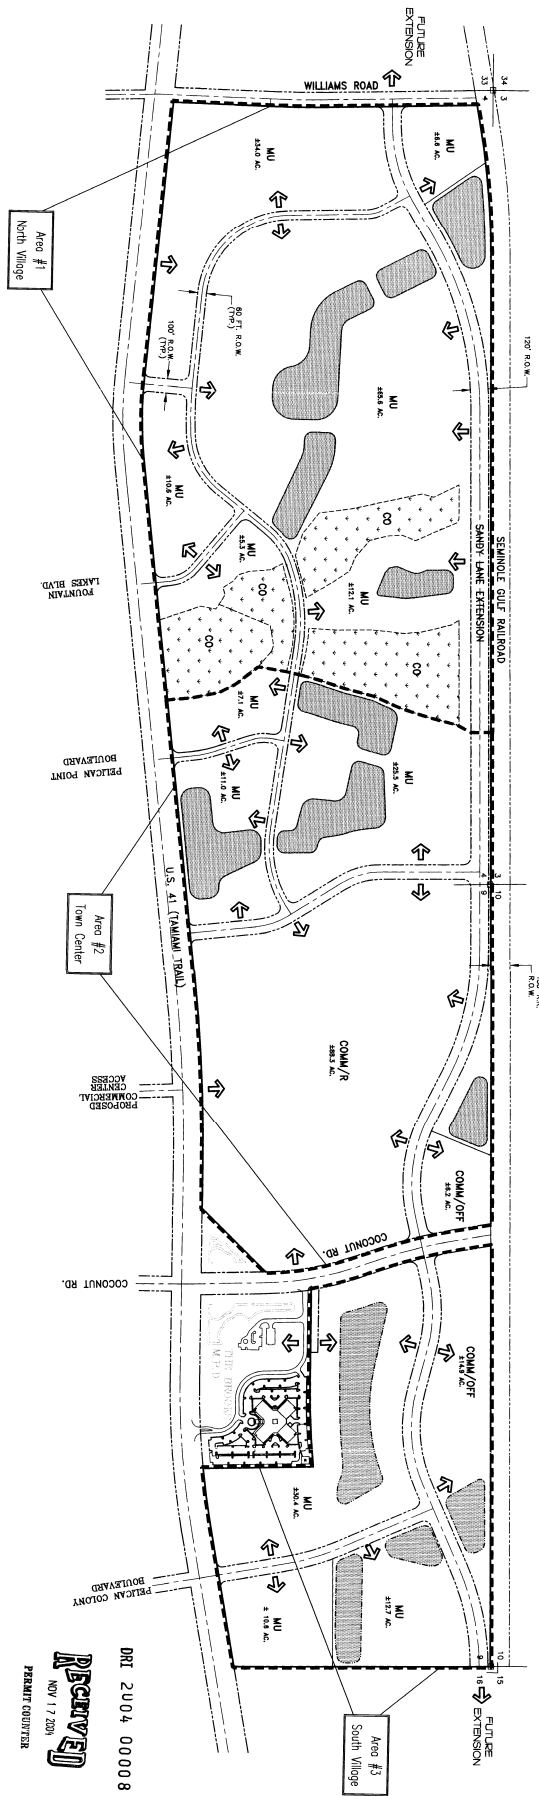 FUTURE
EXTENSION
WILLIAMS ROAD
33
34
4
3
MU
±6.8 AC.
MU
±34.0 AC.
Area #1
North Village
60 FT. R.O.W.
(TYP.)
100' R.O.W.
(TYP.)
120' R.O.W.
MU
±65.6 AC.
MU
±10.6 AC.
MU
±5.3 AC.
CO
MU
±12.1 AC.
CO
CO
CO
SANDY LANE EXTENSION
SEMINOLE GULF RAILROAD
FOUNTAIN
LAKES BLVD.
MU
±7.1 AC.
PELICAN POINT
BOULEVARD
MU
±11.0 AC.
MU
±25.5 AC.
4
3
9
10
Area #2
Town Center
U.S. 41 (TAMIAMI TRAIL)
R.O.W.
COMM/R
±88.3 AC.
PROPOSED
COMMERCIAL
CENTER
ACCESS
COMM/OFF
±6.2 AC.
COCONUT RD.
COCONUT RD.
THE BROOKS
M.P.D.
COMM/OFF
±14.9 AC.
MU
±30.4 AC.
PELICAN COLONY
BOULEVARD
MU
±12.7 AC.
MU
± 10.6 AC.
9
10
16
15
FUTURE
EXTENSION
Area #3
South Village
DRI 2004 00008
RECEIVED
NOV 17 2004
PERMIT COUNTER